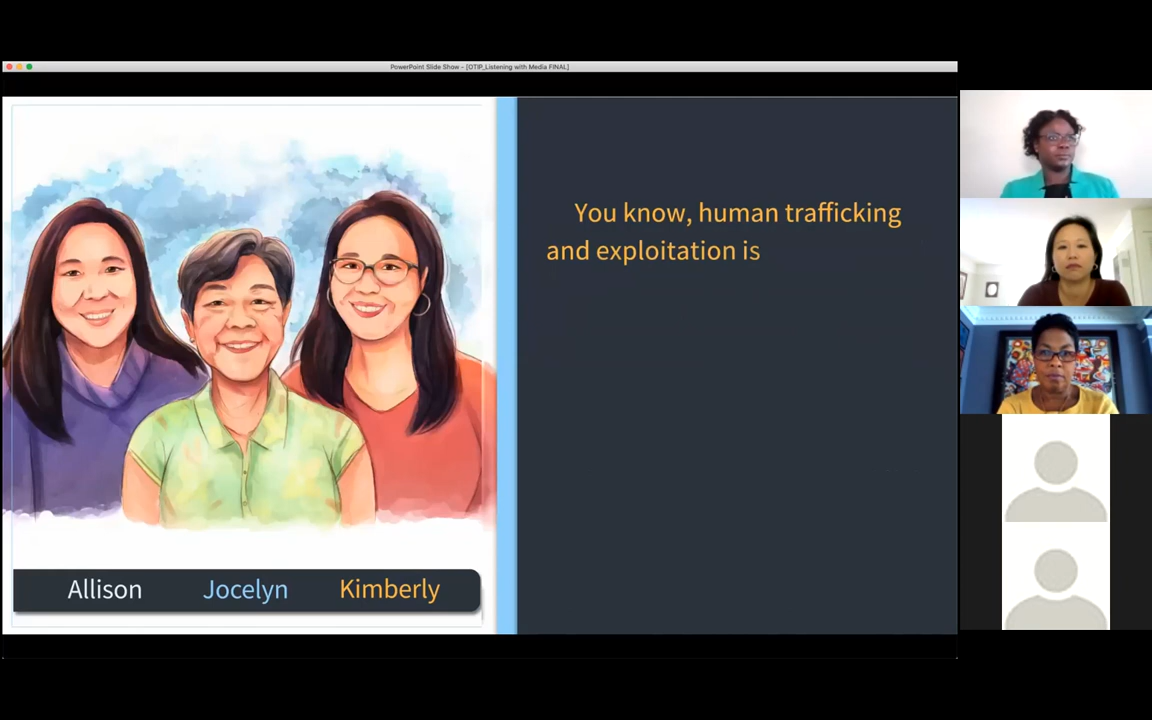 PowerPoint Slide Show - [OTIP_Listening with Media FINAL]
You know, human trafficking
and exploitation is
Allison Jocelyn Kimberly